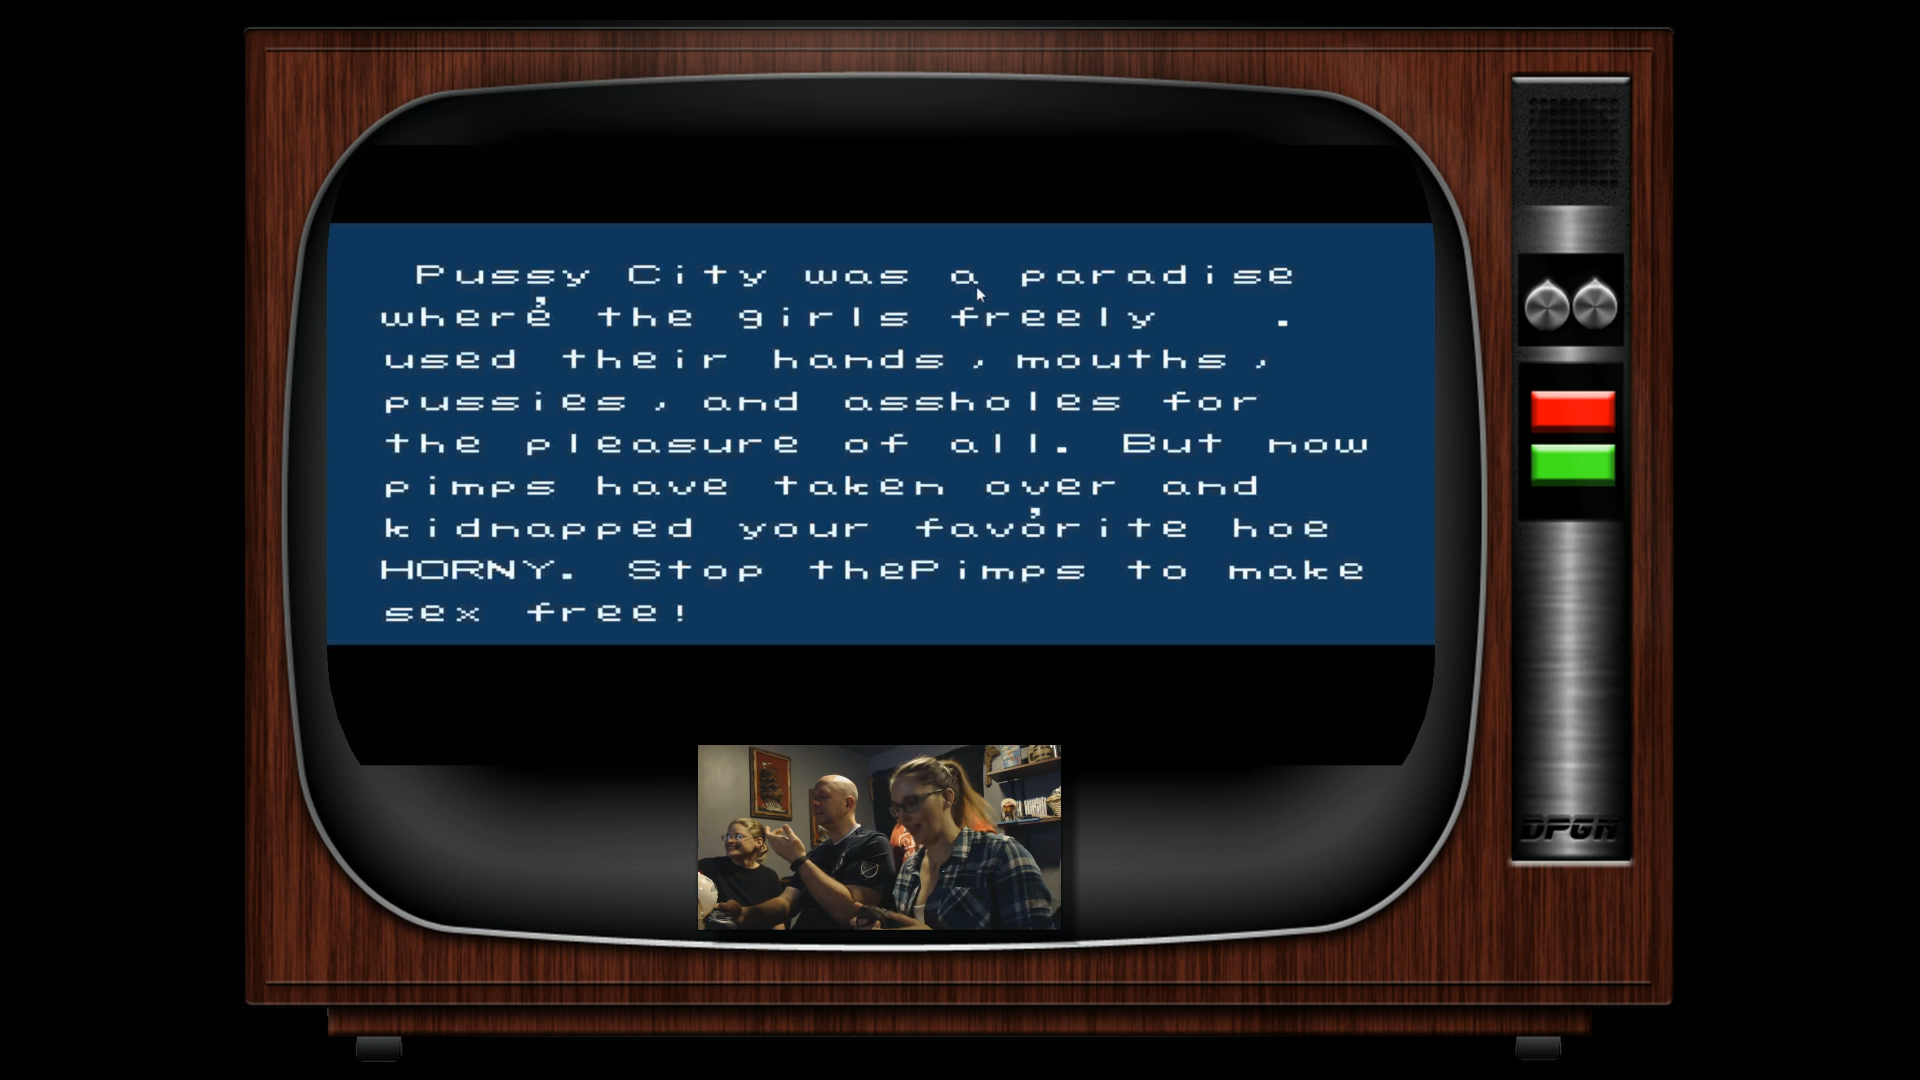 Pussy City was a paradise
where the girls freely .
used their hands, mouths,
pussies, and assholes for
the pleasure of all. But now
pimps have taken over and
kidnapped your favorite hoe
HORNY. Stop thePimps to make
sex free!
DPGN